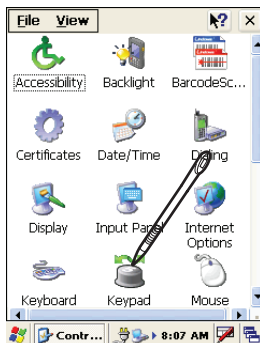 File View
Accessibility Backlight BarcodeSc...
Certificates Date/Time Dialing
Display Input Panel Internet
Options
Keyboard Keypad Mouse
Contr... 8:07 AM